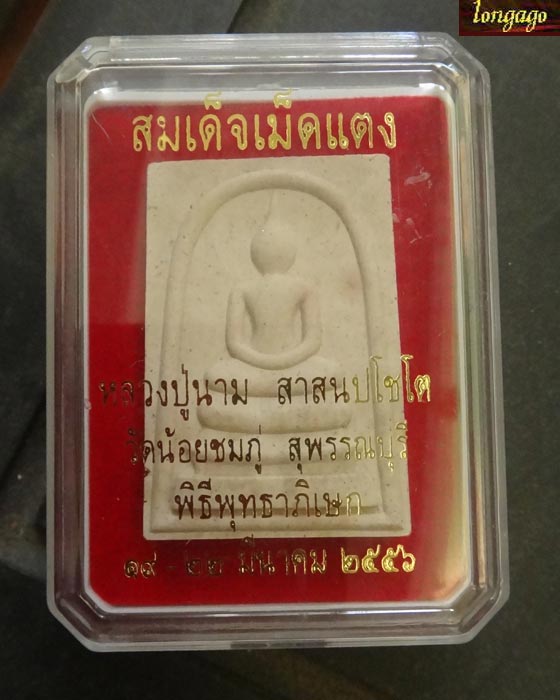 longago
สมเด็จเม็ดแตง
หลวงปู่นาม สาสนปโชโต
วัดน้อยชมภู่ สุพรรณบุรี
พิธีพุทธาภิเษก
๑๙ - ๒๒ มีนาคม ๒๕๕๖